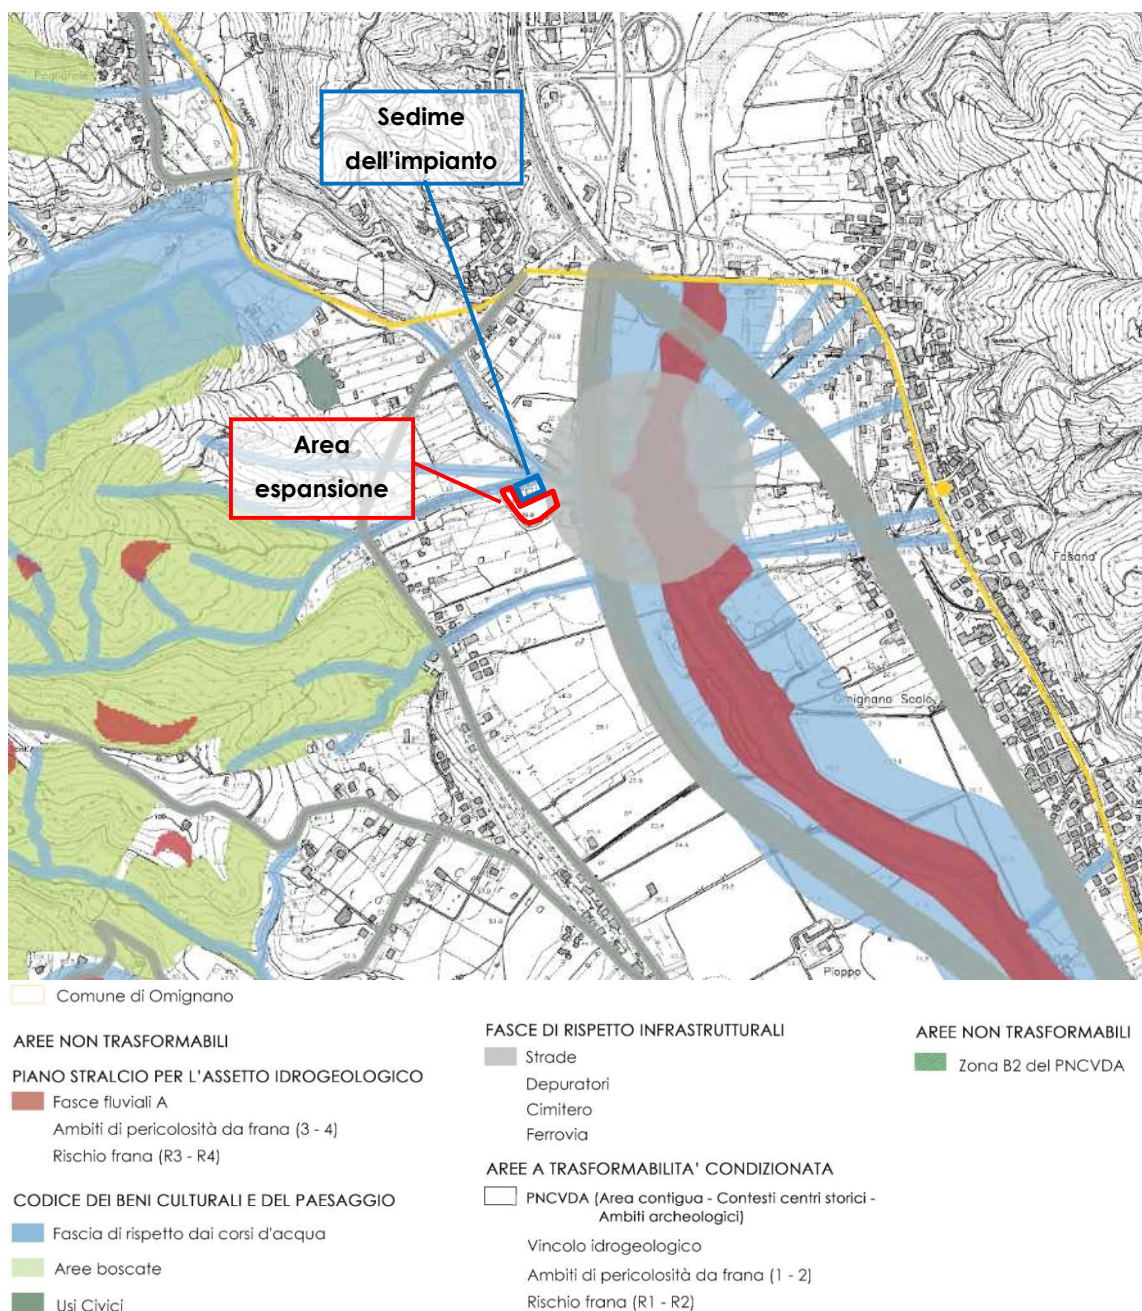 Pegnarole
Sedime
dell'impianto
Area
espansione
Fasana
Omignano Scalo
Pioppo
Comune di Omignano
AREE NON TRASFORMABILI
PIANO STRALCIO PER L'ASSETTO IDROGEOLOGICO
Fasce fluviali A
Ambiti di pericolosità da frana (3 - 4)
Rischio frana (R3 - R4)
CODICE DEI BENI CULTURALI E DEL PAESAGGIO
Fascia di rispetto dai corsi d'acqua
Aree boscate
Usi Civici
FASCE DI RISPETTO INFRASTRUTTURALI
Strade
Depuratori
Cimitero
Ferrovia
AREE A TRASFORMABILITA' CONDIZIONATA
PNCVDA (Area contigua - Contesti centri storici -
Ambiti archeologici)
Vincolo idrogeologico
Ambiti di pericolosità da frana (1 - 2)
Rischio frana (R1 - R2)
AREE NON TRASFORMABILI
Zona B2 del PNCVDA